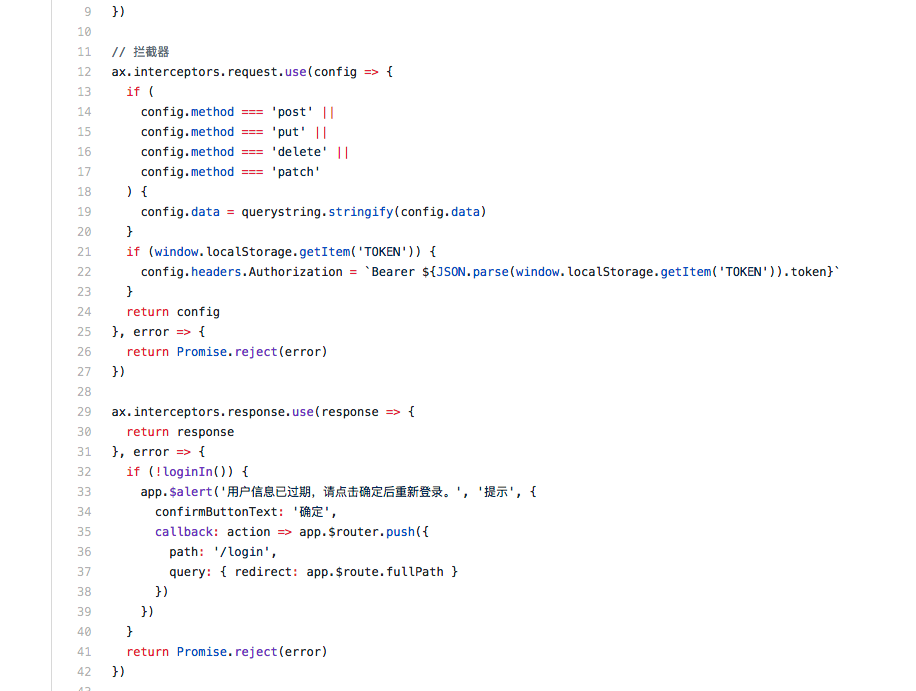 9 })
10
11 // 拦截器
12 ax.interceptors.request.use(config => {
13   if (
14     config.method === 'post' ||
15     config.method === 'put' ||
16     config.method === 'delete' ||
17     config.method === 'patch'
18   ) {
19     config.data = querystring.stringify(config.data)
20   }
21   if (window.localStorage.getItem('TOKEN')) {
22     config.headers.Authorization = `Bearer ${JSON.parse(window.localStorage.getItem('TOKEN')).token}`
23   }
24   return config
25 }, error => {
26   return Promise.reject(error)
27 })
28
29 ax.interceptors.response.use(response => {
30   return response
31 }, error => {
32   if (!loginIn()) {
33     app.$alert('用户信息已过期，请点击确定后重新登录。', '提示', {
34       confirmButtonText: '确定',
35       callback: action => app.$router.push({
36         path: '/login',
37         query: { redirect: app.$route.fullPath }
38       })
39     })
40   }
41   return Promise.reject(error)
42 })